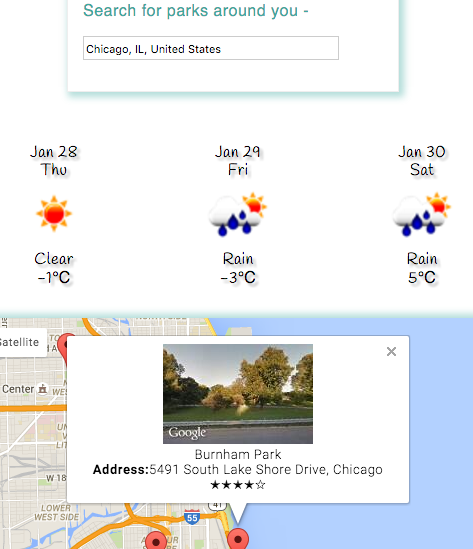 Search for parks around you -
Chicago, IL, United States
Jan 28
Thu
Clear
-1°C
Jan 29
Fri
Rain
-3°C
Jan 30
Sat
Rain
5°C
Satellite
Center
Google
Burnham Park
Address:5491 South Lake Shore Drive, Chicago
★★★★☆
W 18
LOWER
WEST SIDE
41
55